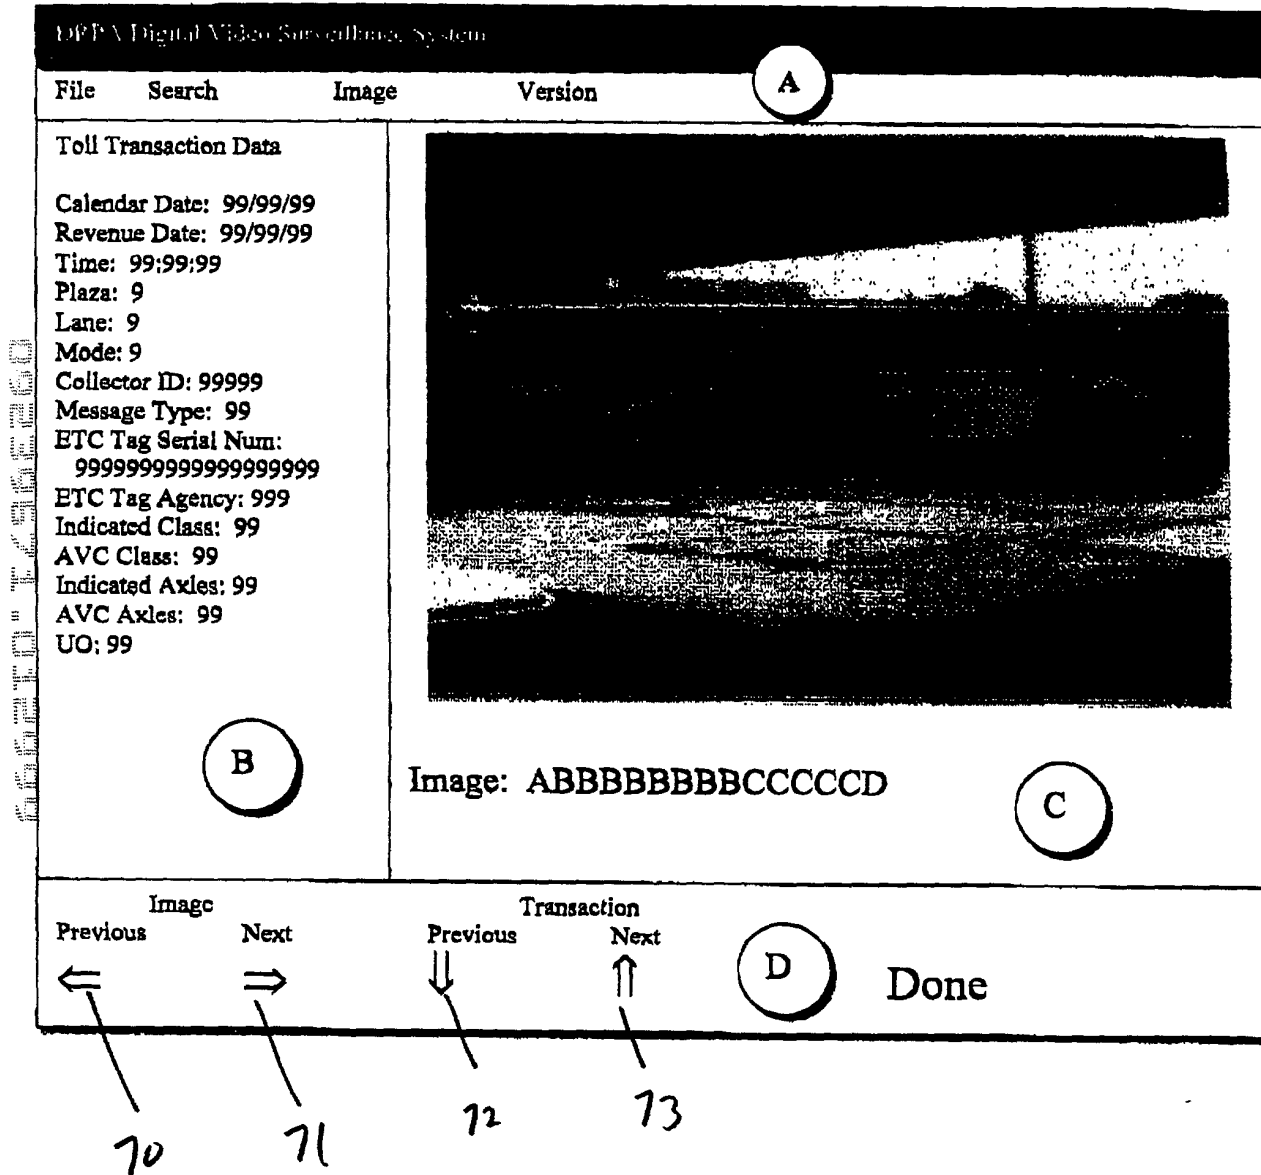 DRPA Digital Video Surveillance System
File Search Image Version
A
Toll Transaction Data
Calendar Date: 99/99/99
Revenue Date: 99/99/99
Time: 99:99:99
Plaza: 9
Lane: 9
Mode: 9
Collector ID: 99999
Message Type: 99
ETC Tag Serial Num:
9999999999999999999
ETC Tag Agency: 999
Indicated Class: 99
AVC Class: 99
Indicated Axles: 99
AVC Axles: 99
UO: 99
B
Image: ABBBBBBBBCCCCCD
C
Image Transaction
Previous Next Previous Next
D
Done
70 71 72 73